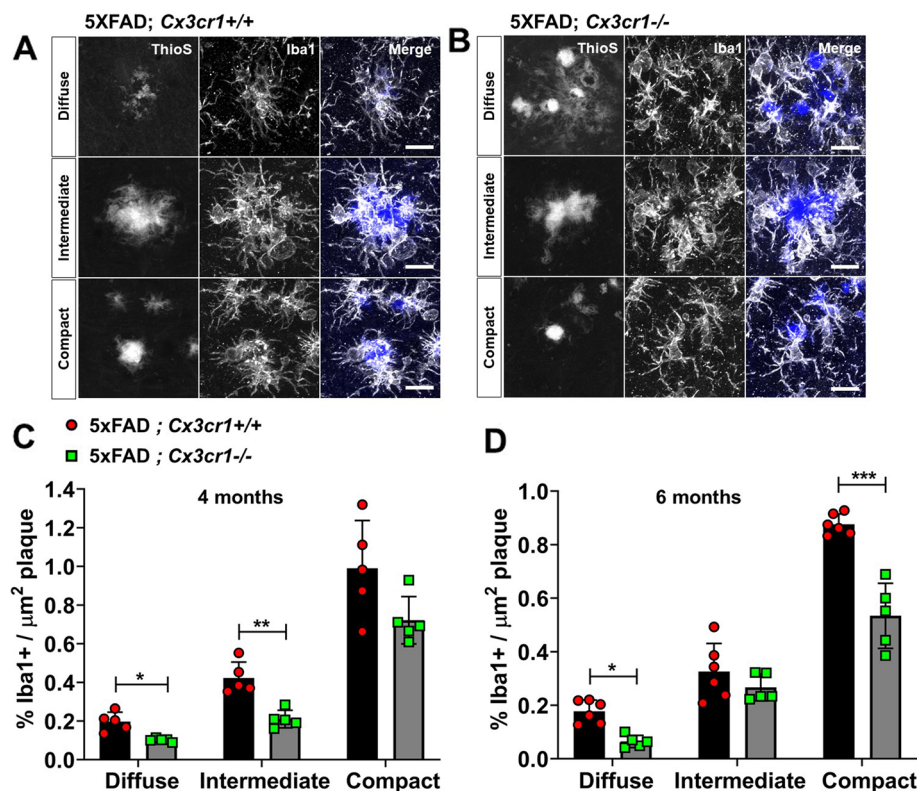 5XFAD; Cx3cr1+/+
A
ThioS Iba1 Merge
Diffuse
Intermediate
Compact
5XFAD; Cx3cr1-/-
B
ThioS Iba1 Merge
Diffuse
Intermediate
Compact
C
5xFAD ; Cx3cr1+/+
5xFAD ; Cx3cr1-/-
4 months
% Iba1+ / μm² plaque
1.4
1.2
1.0
0.8
0.6
0.4
0.2
0.0
*
**
Diffuse Intermediate Compact
D
6 months
% Iba1+ / μm² plaque
1.0
0.8
0.6
0.4
0.2
0.0
*
***
Diffuse Intermediate Compact